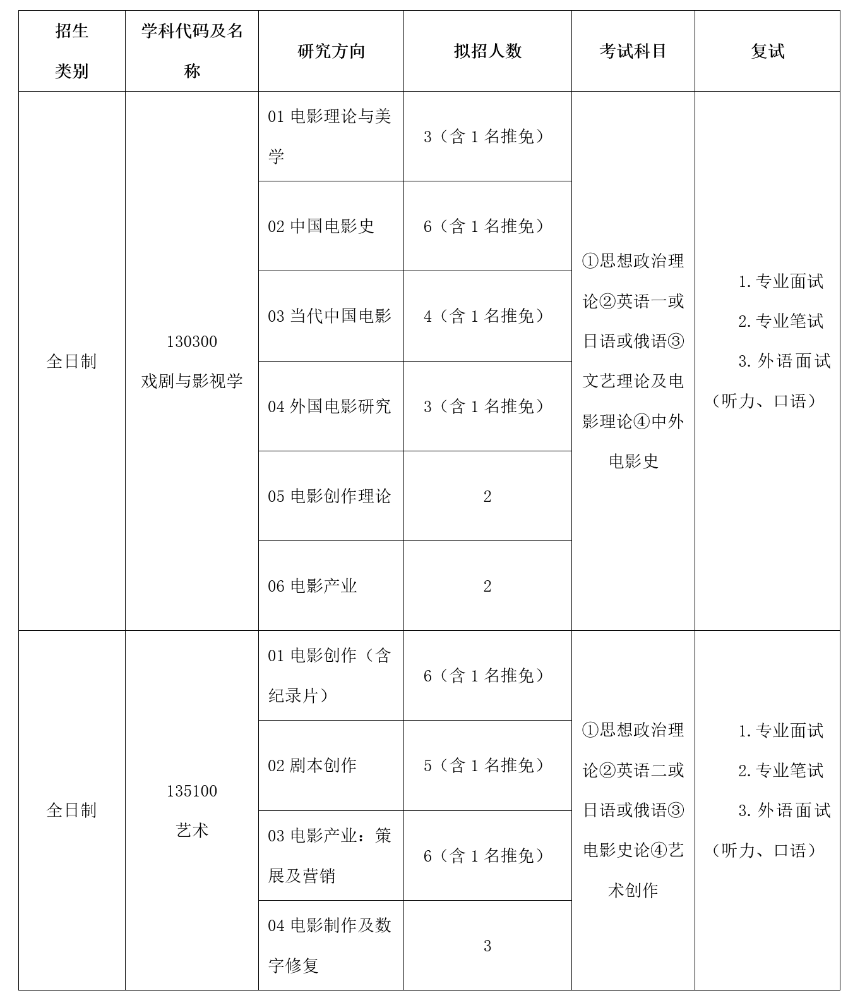 招生
类别
学科代码及名
称
研究方向
拟招人数
考试科目
复试
全日制
130300
戏剧与影视学
01 电影理论与美
学
3（含 1 名推免）
02 中国电影史
6（含 1 名推免）
03 当代中国电影
4（含 1 名推免）
04 外国电影研究
3（含 1 名推免）
05 电影创作理论
2
06 电影产业
2
①思想政治理
论②英语一或
日语或俄语③
文艺理论及电
影理论④中外
电影史
1.专业面试
2.专业笔试
3.外语面试
（听力、口语）
全日制
135100
艺术
01 电影创作（含
纪录片）
6（含 1 名推免）
02 剧本创作
5（含 1 名推免）
03 电影产业：策
展及营销
6（含 1 名推免）
04 电影制作及数
字修复
3
①思想政治理
论②英语二或
日语或俄语③
电影史论④艺
术创作
1.专业面试
2.专业笔试
3.外语面试
（听力、口语）